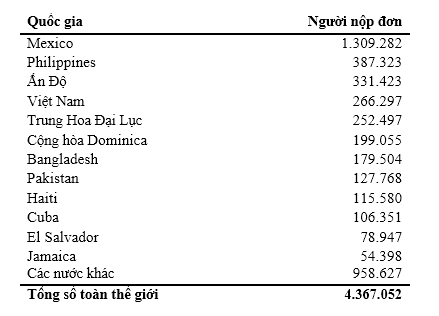 Quốc gia Người nộp đơn
Mexico 1.309.282
Philippines 387.323
Ấn Độ 331.423
Việt Nam 266.297
Trung Hoa Đại Lục 252.497
Cộng hòa Dominica 199.055
Bangladesh 179.504
Pakistan 127.768
Haiti 115.580
Cuba 106.351
El Salvador 78.947
Jamaica 54.398
Các nước khác 958.627
Tổng số toàn thế giới 4.367.052